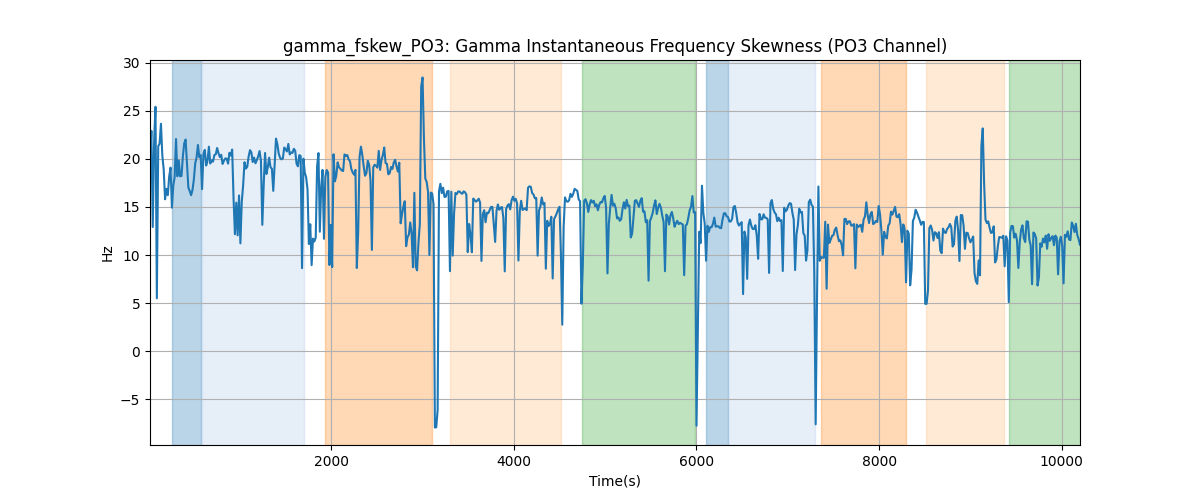 gamma_fskew_PO3: Gamma Instantaneous Frequency Skewness (PO3 Channel)
30
25
20
15
10
5
0
−5
Hz
2000 4000 6000 8000 10000
Time(s)